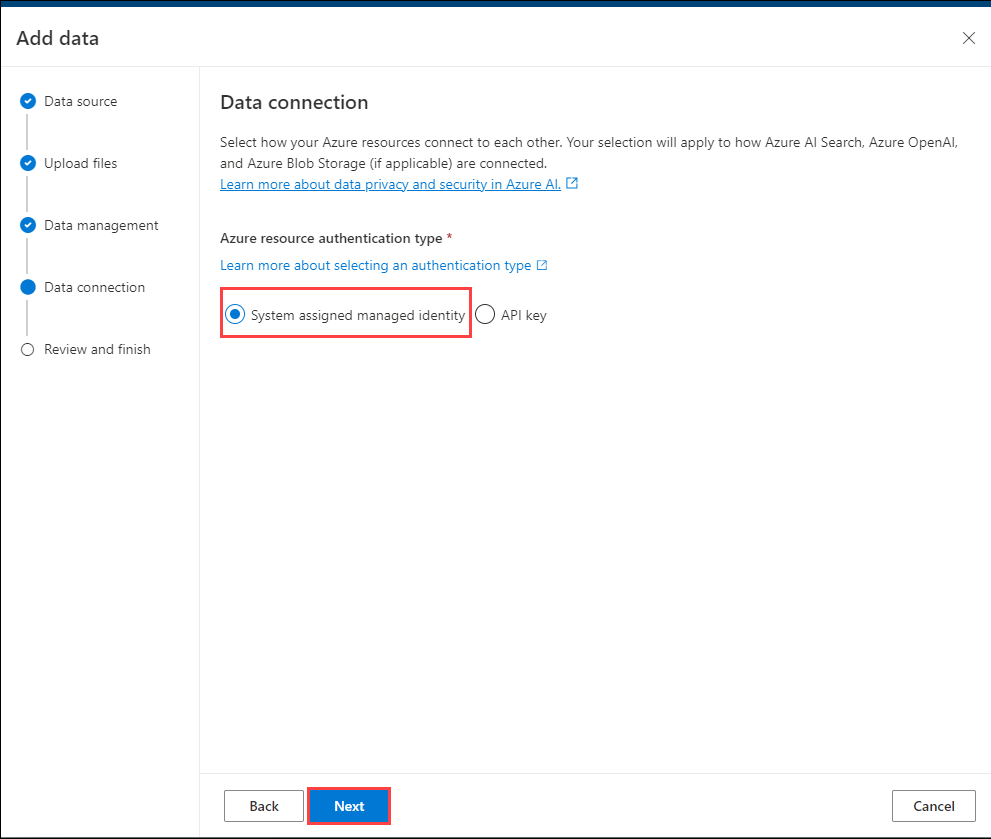 Add data
Data source
Upload files
Data management
Data connection
Review and finish
Data connection
Select how your Azure resources connect to each other. Your selection will apply to how Azure AI Search, Azure OpenAI,
and Azure Blob Storage (if applicable) are connected.
Learn more about data privacy and security in Azure AI.
Azure resource authentication type *
Learn more about selecting an authentication type
System assigned managed identity API key
Back Next Cancel